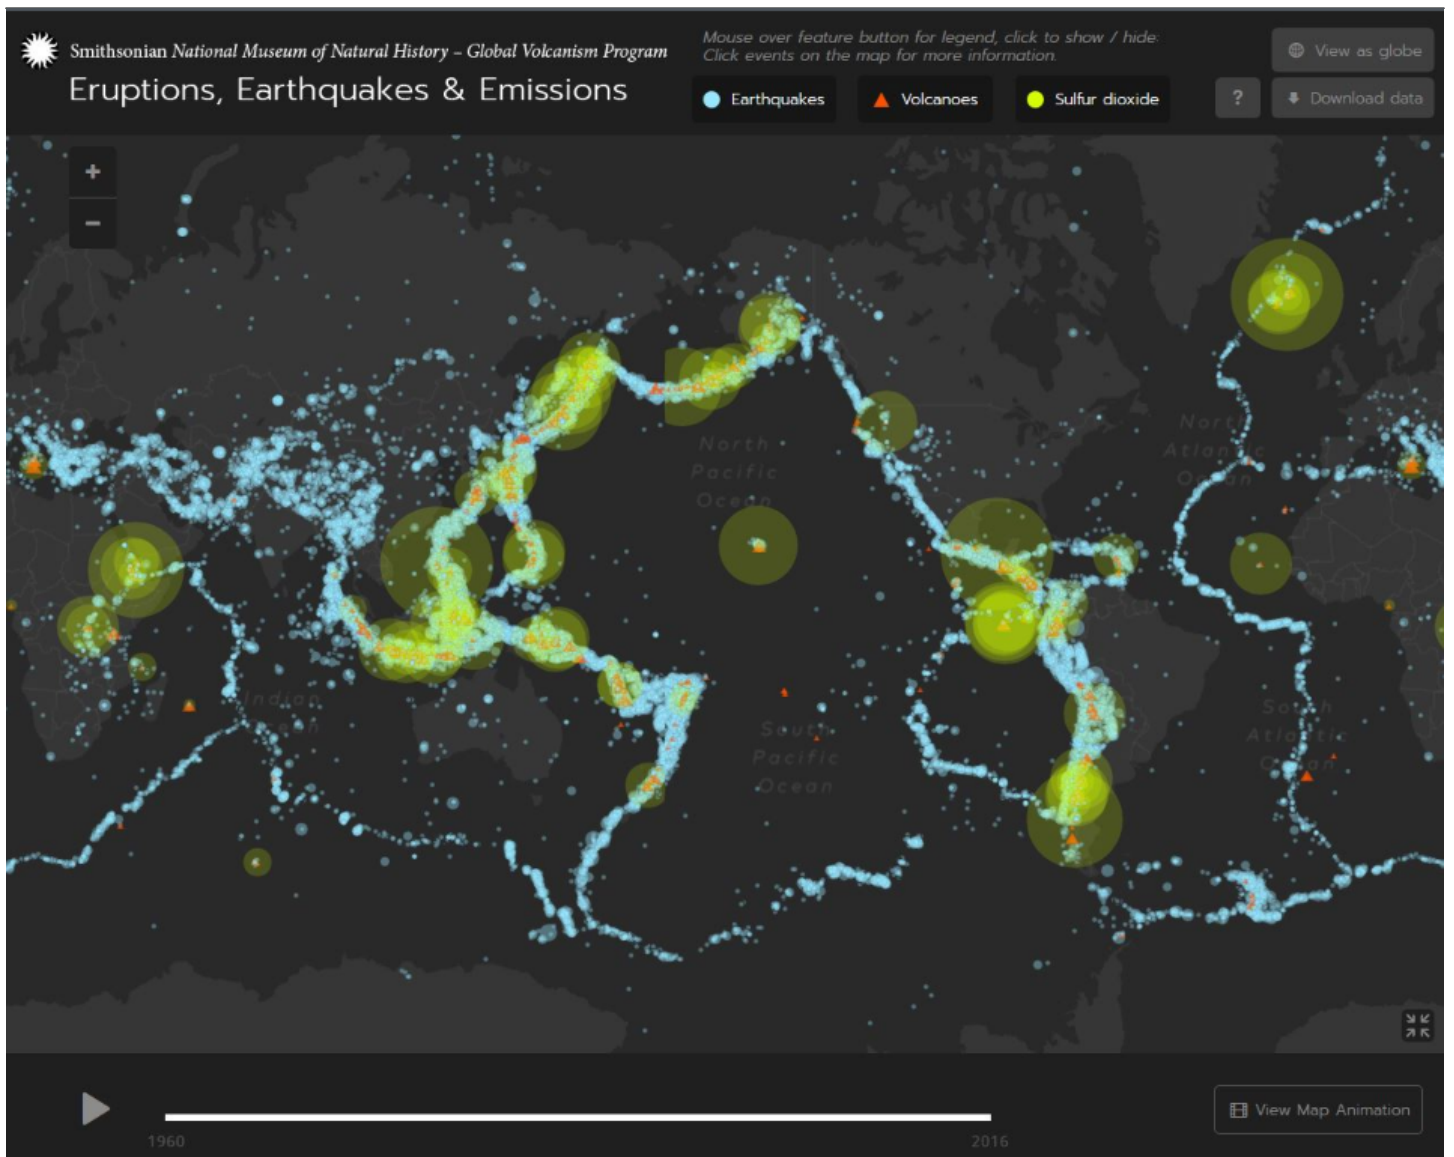 Smithsonian National Museum of Natural History – Global Volcanism Program
Eruptions, Earthquakes & Emissions
Mouse over feature button for legend, click to show / hide:
Click events on the map for more information.
Earthquakes
Volcanoes
Sulfur dioxide
?
View as globe
Download data
+
−
North
Pacific
Ocean
North
Atlantic
Ocean
Indian
Ocean
South
Pacific
Ocean
South
Atlantic
Ocean
1960
2016
View Map Animation